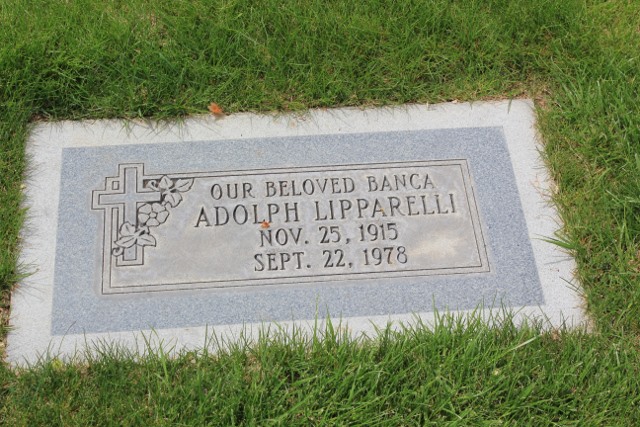 OUR BELOVED BANCA
ADOLPH LIPPARELLI
NOV. 25, 1915
SEPT. 22, 1978